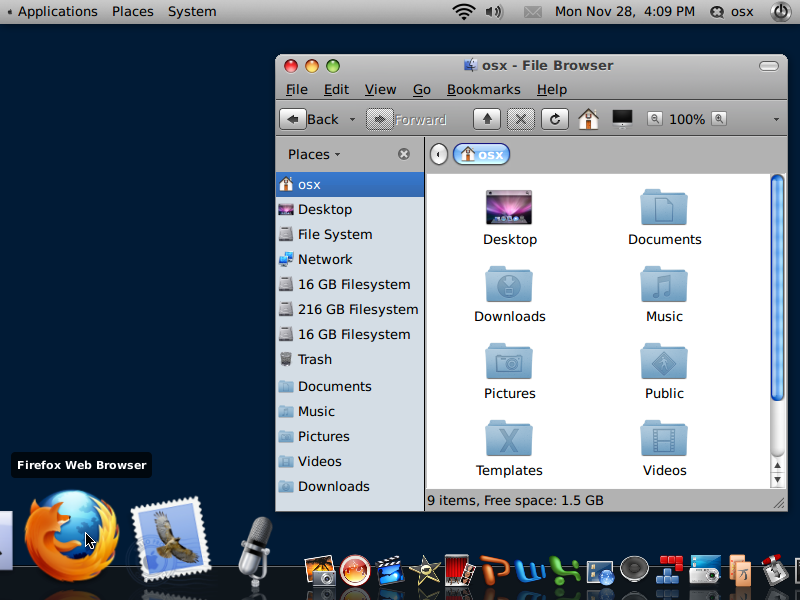 Applications Places System
Mon Nov 28, 4:09 PM osx
osx - File Browser
File Edit View Go Bookmarks Help
Back Forward 100%
Places osx
osx
Desktop
File System
Network
16 GB Filesystem
216 GB Filesystem
16 GB Filesystem
Trash
Documents
Music
Pictures
Videos
Downloads
Desktop Documents
Downloads Music
Pictures Public
Templates Videos
9 items, Free space: 1.5 GB
Firefox Web Browser